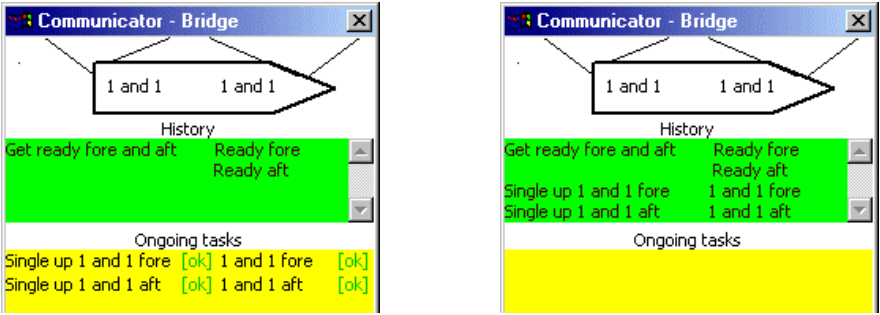 Communicator - Bridge
1 and 1 1 and 1
History
Get ready fore and aft Ready fore
Ready aft
Ongoing tasks
Single up 1 and 1 fore [ok] 1 and 1 fore [ok]
Single up 1 and 1 aft [ok] 1 and 1 aft [ok]
Communicator - Bridge
1 and 1 1 and 1
History
Get ready fore and aft Ready fore
Ready aft
Single up 1 and 1 fore 1 and 1 fore
Single up 1 and 1 aft 1 and 1 aft
Ongoing tasks